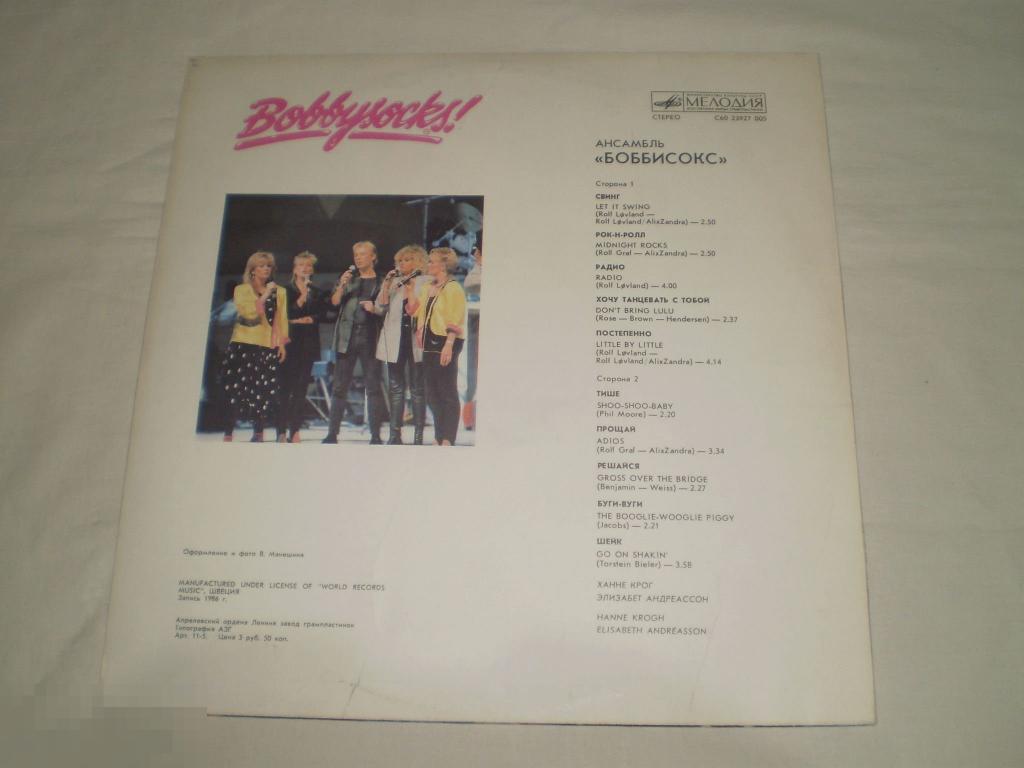 Bobbysocks!
МЕЛОДИЯ
СТЕРЕО С60 23927 005
АНСАМБЛЬ
«БОББИСОКС»
Сторона 1
СВИНГ
LET IT SWING
(Rolf Løvland —
Rolf Løvland/AlixZandra) — 2.50
РОК-Н-РОЛЛ
MIDNIGHT ROCKS
(Rolf Gral — AlixZandra) — 2.50
РАДИО
RADIO
(Rolf Løvland) — 4.00
ХОЧУ ТАНЦЕВАТЬ С ТОБОЙ
DON'T BRING LULU
(Rose — Brown — Hendersen) — 2.37
ПОСТЕПЕННО
LITTLE BY LITTLE
(Rolf Løvland —
Rolf Løvland/AlixZandra) — 4.14
Сторона 2
ТИШЕ
SHOO-SHOO-BABY
(Phil Moore) — 2.20
ПРОЩАЙ
ADIOS
(Rolf Gral — AlixZandra) — 3.34
РЕШАЙСЯ
GROSS OVER THE BRIDGE
(Benjamin — Weiss) — 2.27
БУГИ-ВУГИ
THE BOOGLIE-WOOGLIE PIGGY
(Jacobs) — 2.21
ШЕЙК
GO ON SHAKIN'
(Torstein Bieler) — 3.58
ХАННЕ КРОГ
ЭЛИЗАБЕТ АНДРЕАССОН
HANNE KROGH
ELISABETH ANDREASSON
Оформление и фото В. Манешина
MANUFACTURED UNDER LICENSE OF "WORLD RECORDS
MUSIC", ШВЕЦИЯ
Запись 1986 г.
Апрелевский ордена Ленина завод грампластинок
Типография АЗГ
Арт. 11-5. Цена 3 руб. 50 коп.